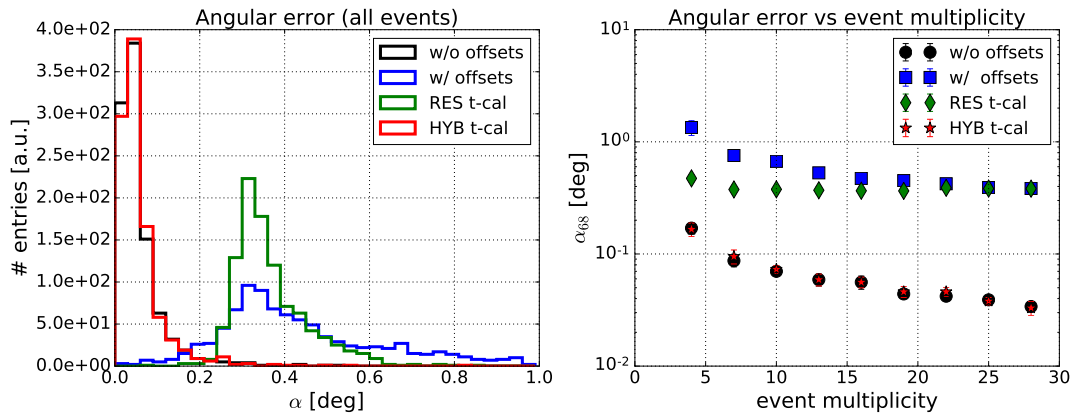 Angular error (all events)
# entries [a.u.]
4.0e+02
3.5e+02
3.0e+02
2.5e+02
2.0e+02
1.5e+02
1.0e+02
5.0e+01
0.0e+00
w/o offsets
w/ offsets
RES t-cal
HYB t-cal
0.0 0.2 0.4 0.6 0.8 1.0
α [deg]
Angular error vs event multiplicity
α₆₈ [deg]
10¹
10⁰
10⁻¹
10⁻²
w/o offsets
w/ offsets
RES t-cal
HYB t-cal
0 5 10 15 20 25 30
event multiplicity